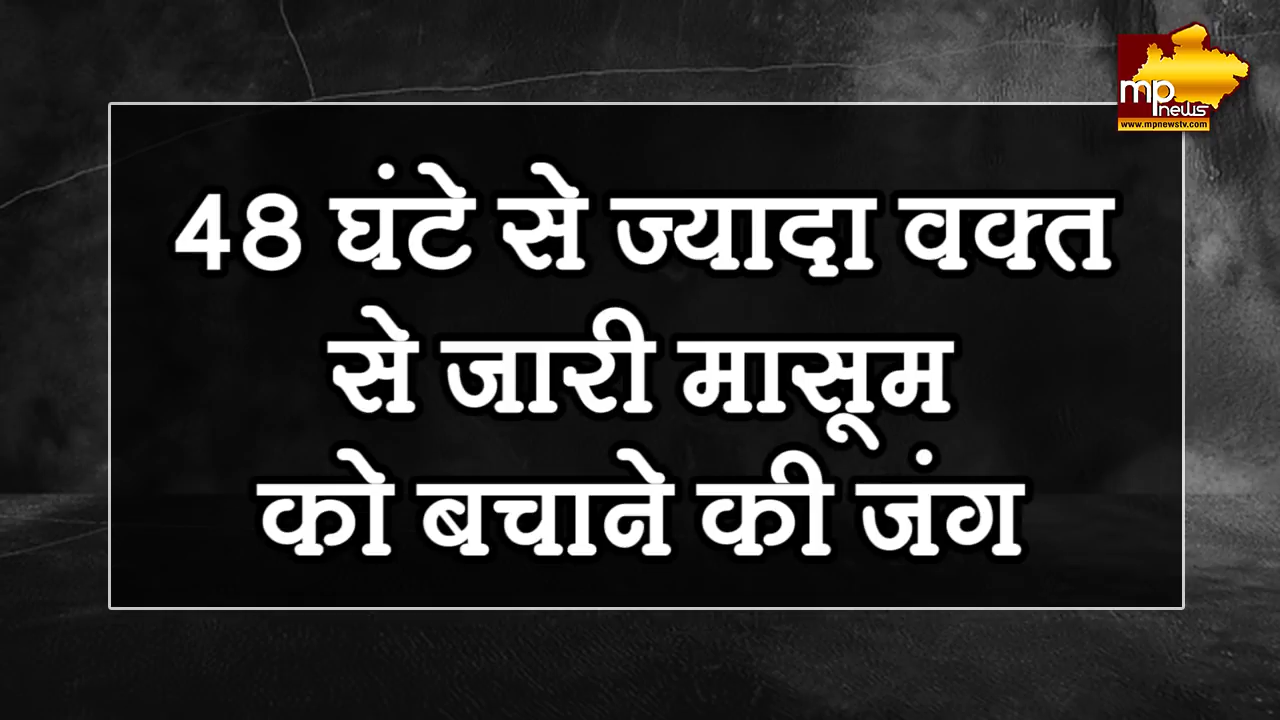 mp
news
www.mpnewstv.com
48 घंटे से ज्यादा वक्त
से जारी मासूम
को बचाने की जंग